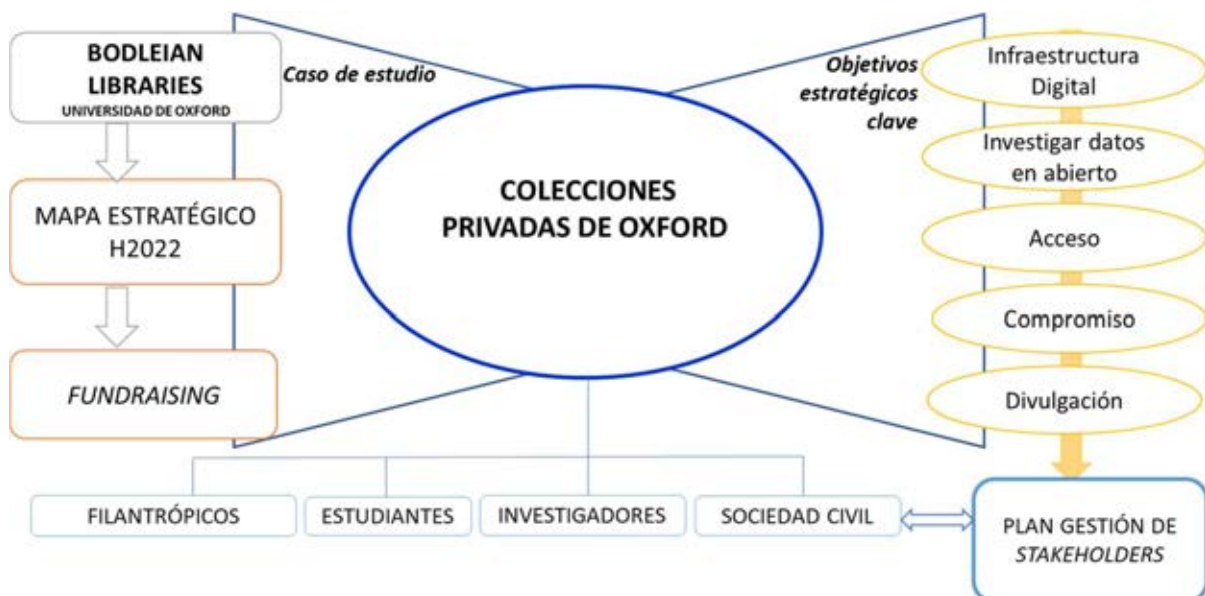 BODLEIAN
LIBRARIES
UNIVERSIDAD DE OXFORD
MAPA ESTRATÉGICO
H2022
FUNDRAISING
Caso de estudio
COLECCIONES
PRIVADAS DE OXFORD
Objetivos
estratégicos
clave
Infraestructura
Digital
Investigar datos
en abierto
Acceso
Compromiso
Divulgación
FILANTRÓPICOS
ESTUDIANTES
INVESTIGADORES
SOCIEDAD CIVIL
PLAN GESTIÓN DE
STAKEHOLDERS